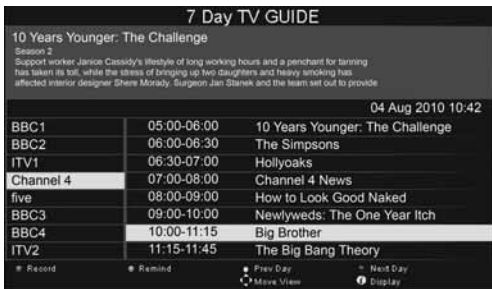 7 Day TV GUIDE
10 Years Younger: The Challenge
Season 2
Support worker Janice Cassidy's lifestyle of long working hours and a penchant for tanning
has taken its toll, while the stress of bringing up two daughters and heavy smoking has
affected interior designer Shere Morady. Surgeon Jan Stanek and the team set out to provide
04 Aug 2010 10:42
BBC1 05:00-06:00 10 Years Younger: The Challenge
BBC2 06:00-06:30 The Simpsons
ITV1 06:30-07:00 Hollyoaks
Channel 4 07:00-08:00 Channel 4 News
five 08:00-09:00 How to Look Good Naked
BBC3 09:00-10:00 Newlyweds: The One Year Itch
BBC4 10:00-11:15 Big Brother
ITV2 11:15-11:45 The Big Bang Theory
Record Remind Prev Day Next Day
Move View Display